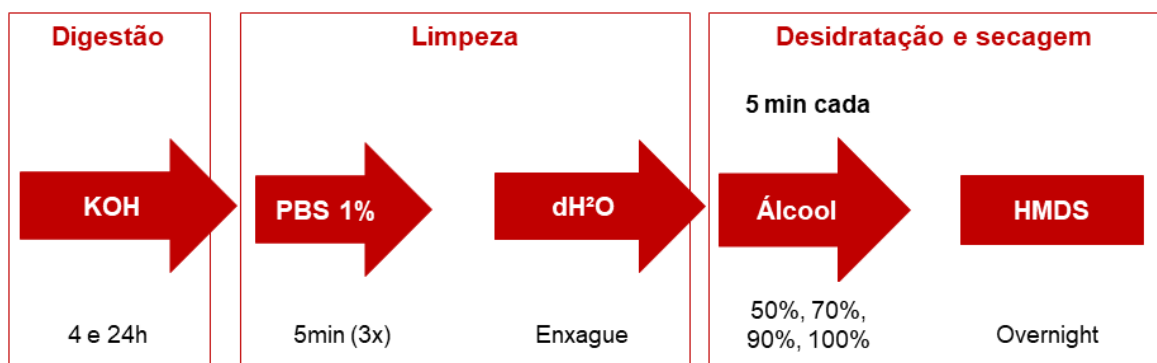 Digestão
KOH
4 e 24h
Limpeza
PBS 1%
5min (3x)
dH²O
Enxague
Desidratação e secagem
5 min cada
Álcool
50%, 70%,
90%, 100%
HMDS
Overnight